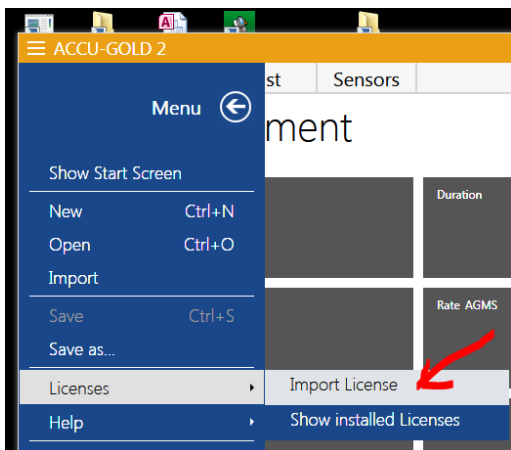 ACCU-GOLD 2
Menu
st Sensors
ment
Show Start Screen
New Ctrl+N
Duration
Open Ctrl+O
Import
Save Ctrl+S
Rate AGMS
Save as...
Licenses
Import License
Help
Show installed Licenses